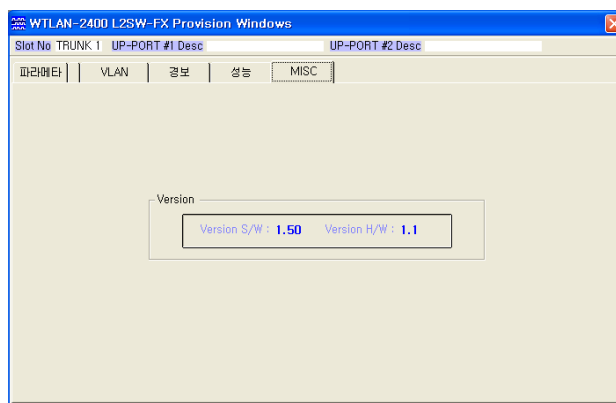 WTLAN-2400 L2SW-FX Provision Windows
Slot No TRUNK 1 UP-PORT #1 Desc UP-PORT #2 Desc
파라메타 VLAN 경보 성능 MISC
Version
Version S/W : 1.50 Version H/W : 1.1